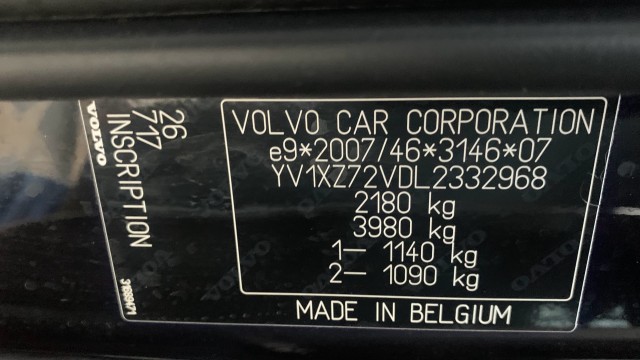 VOLVO
26
717
INSCRIPTION
VOLVO CAR CORPORATION
e9*2007/46*3146*07
YV1XZ72VDL2332968
2180 kg
3980 kg
1– 1140 kg
2– 1090 kg
MADE IN BELGIUM